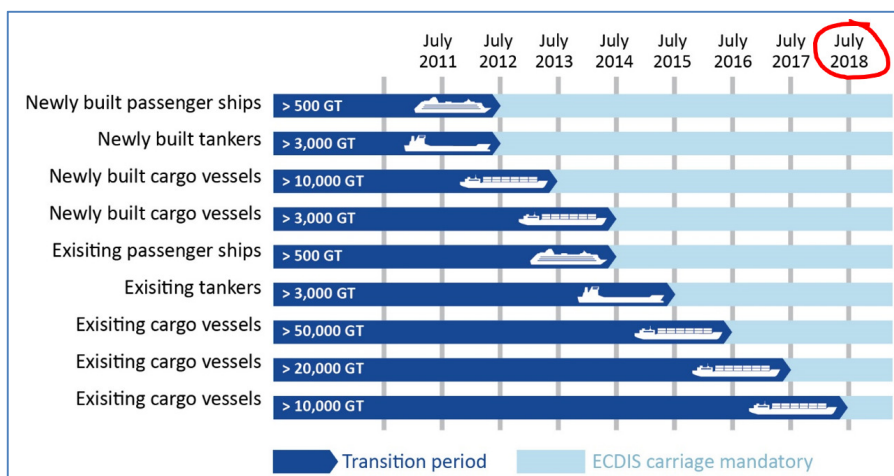 July July July July July July July July
2011 2012 2013 2014 2015 2016 2017 2018
Newly built passenger ships > 500 GT
Newly built tankers > 3,000 GT
Newly built cargo vessels > 10,000 GT
Newly built cargo vessels > 3,000 GT
Exisiting passenger ships > 500 GT
Exisiting tankers > 3,000 GT
Exisiting cargo vessels > 50,000 GT
Exisiting cargo vessels > 20,000 GT
Exisiting cargo vessels > 10,000 GT
Transition period ECDIS carriage mandatory